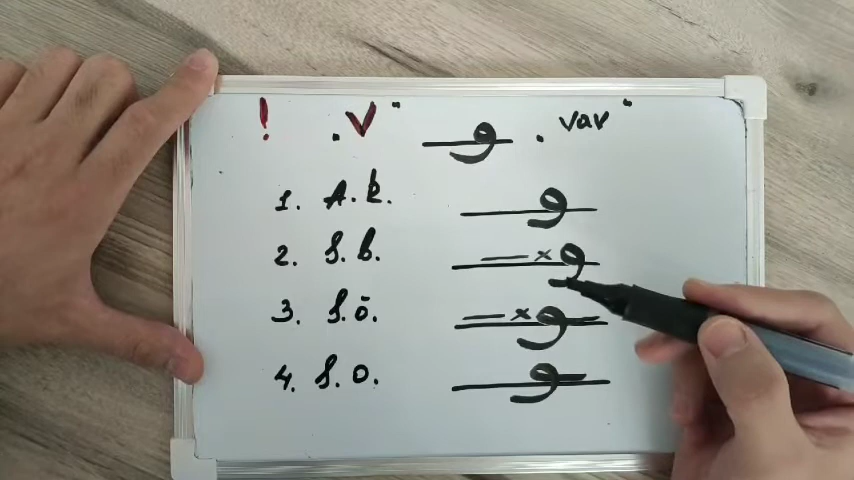 ! . V " و . vav "
1. A. k. و
2. S. b. — × و
3. S. ō. — × و
4. S. o. و